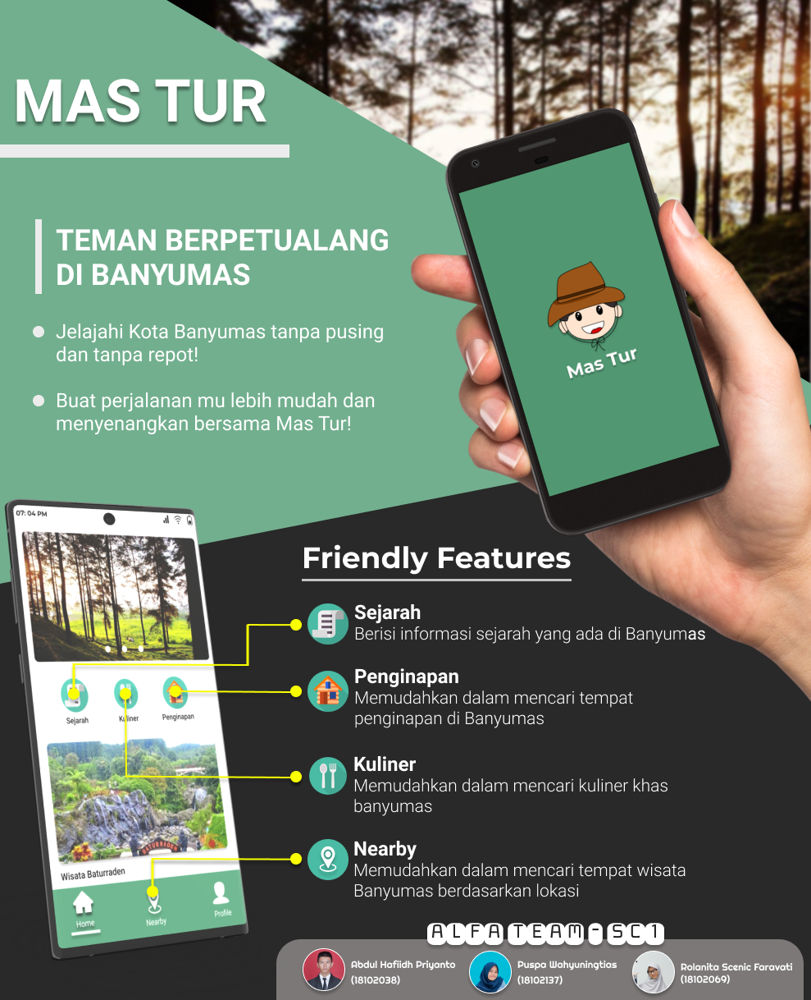 MAS TUR
TEMAN BERPETUALANG
DI BANYUMAS
Jelajahi Kota Banyumas tanpa pusing
dan tanpa repot!
Buat perjalanan mu lebih mudah dan
menyenangkan bersama Mas Tur!
Mas Tur
07: 04 PM
Sejarah
Kuliner
Penginapan
BATURRADEN
Wisata Baturraden
Home
Nearby
Profile
Friendly Features
Sejarah
Berisi informasi sejarah yang ada di Banyumas
Penginapan
Memudahkan dalam mencari tempat
penginapan di Banyumas
Kuliner
Memudahkan dalam mencari kuliner khas
banyumas
Nearby
Memudahkan dalam mencari tempat wisata
Banyumas berdasarkan lokasi
ALFA TEAM - SC1
Abdul Hafiidh Priyanto
(18102038)
Puspa Wahyuningtias
(18102137)
Rolanita Scenic Faravati
(18102069)